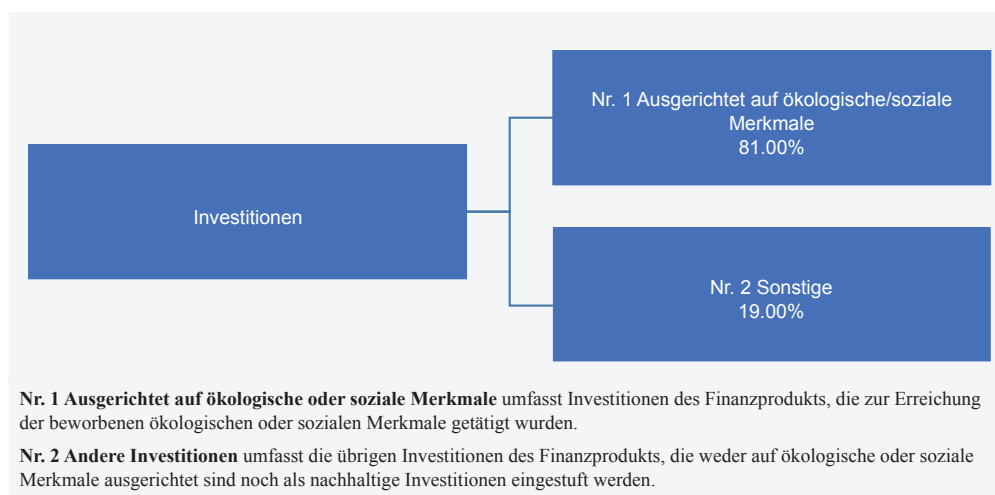 Investitionen
Nr. 1 Ausgerichtet auf ökologische/soziale
Merkmale
81.00%
Nr. 2 Sonstige
19.00%
Nr. 1 Ausgerichtet auf ökologische oder soziale Merkmale umfasst Investitionen des Finanzprodukts, die zur Erreichung
der beworbenen ökologischen oder sozialen Merkmale getätigt wurden.
Nr. 2 Andere Investitionen umfasst die übrigen Investitionen des Finanzprodukts, die weder auf ökologische oder soziale
Merkmale ausgerichtet sind noch als nachhaltige Investitionen eingestuft werden.